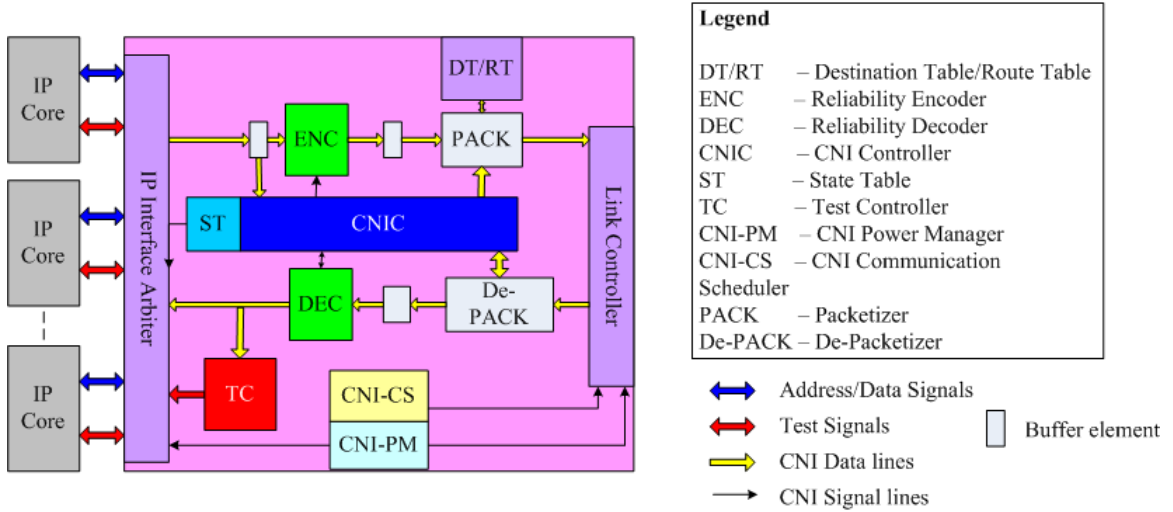 IP
Core
IP
Core
IP
Core
IP Interface Arbiter
DT/RT
ENC
PACK
ST
CNIC
DEC
De-
PACK
TC
CNI-CS
CNI-PM
Link Controller
Legend
DT/RT – Destination Table/Route Table
ENC – Reliability Encoder
DEC – Reliability Decoder
CNIC – CNI Controller
ST – State Table
TC – Test Controller
CNI-PM – CNI Power Manager
CNI-CS – CNI Communication
Scheduler
PACK – Packetizer
De-PACK – De-Packetizer
Address/Data Signals
Test Signals
CNI Data lines
CNI Signal lines
Buffer element